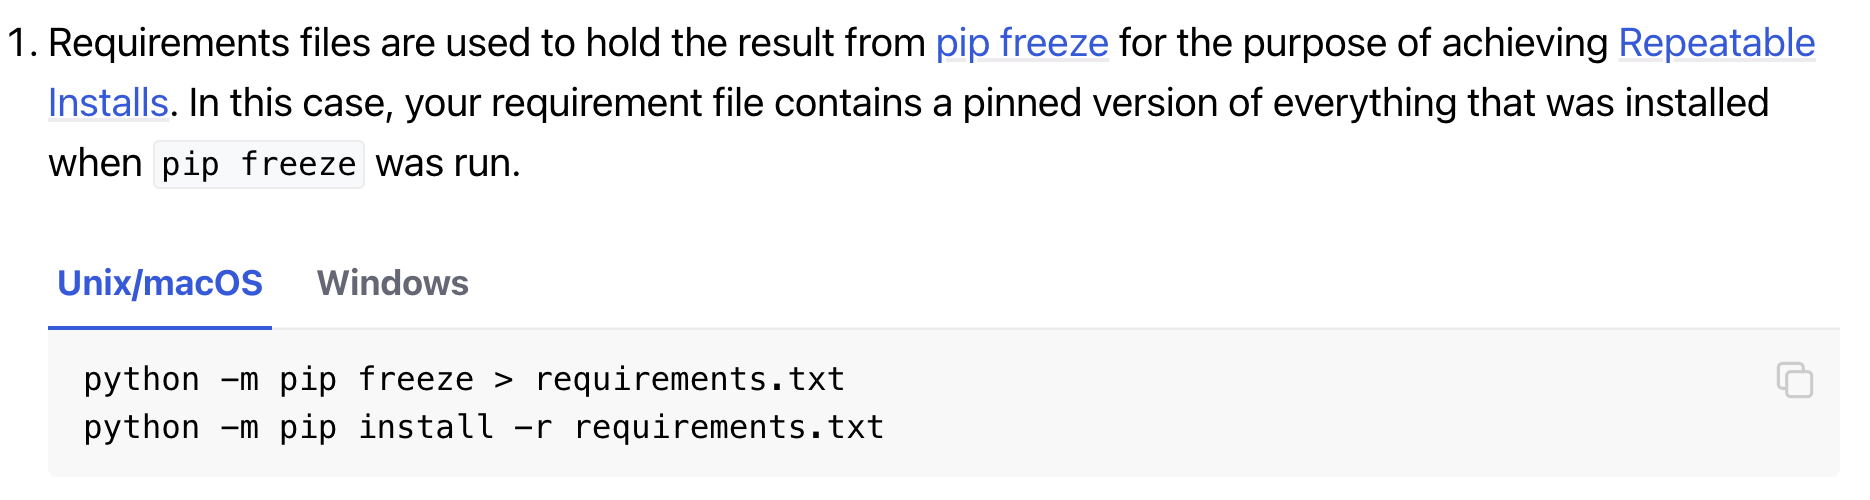 1. Requirements files are used to hold the result from pip freeze for the purpose of achieving Repeatable
Installs. In this case, your requirement file contains a pinned version of everything that was installed
when pip freeze was run.
Unix/macOS Windows
python -m pip freeze > requirements.txt
python -m pip install -r requirements.txt